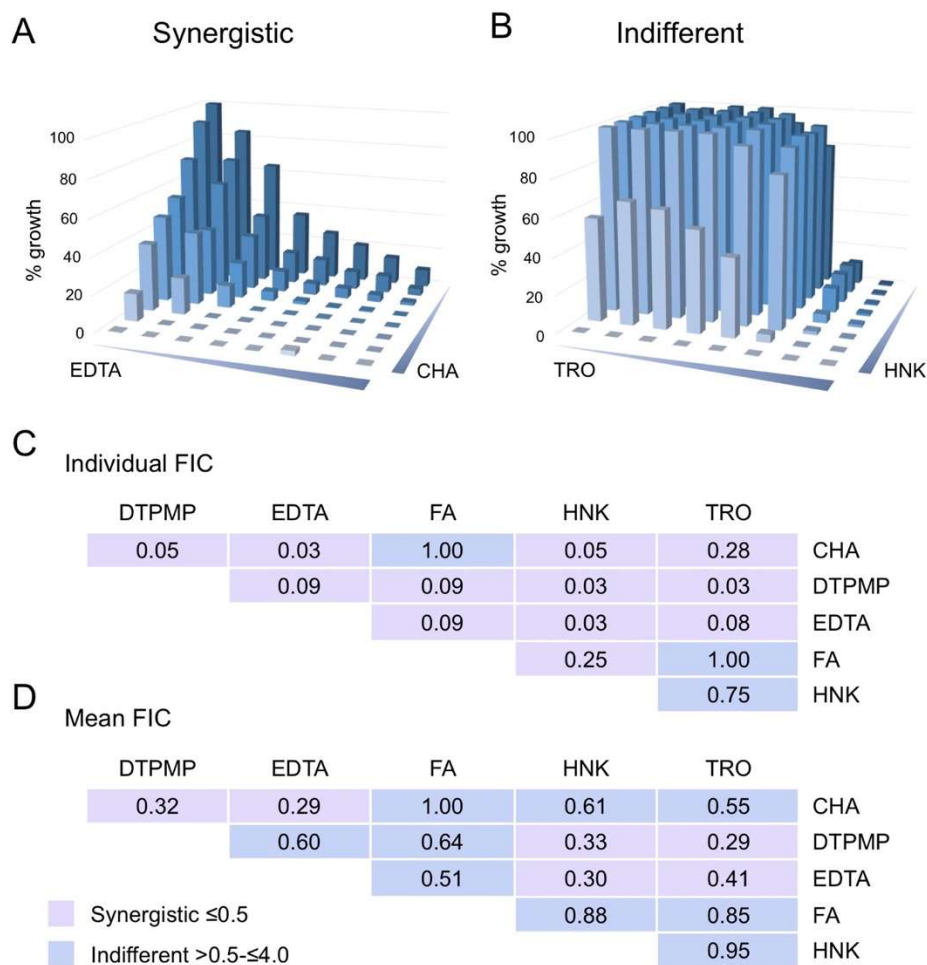 A Synergistic
B Indifferent
100
80
60
40
20
0
% growth
EDTA
CHA
100
80
60
40
20
0
% growth
TRO
HNK
C
Individual FIC
DTPMP EDTA FA HNK TRO
0.05 0.03 1.00 0.05 0.28 CHA
0.09 0.09 0.03 0.03 DTPMP
0.09 0.03 0.08 EDTA
0.25 1.00 FA
0.75 HNK
D
Mean FIC
DTPMP EDTA FA HNK TRO
0.32 0.29 1.00 0.61 0.55 CHA
0.60 0.64 0.33 0.29 DTPMP
0.51 0.30 0.41 EDTA
0.88 0.85 FA
0.95 HNK
Synergistic ≤0.5
Indifferent >0.5-≤4.0